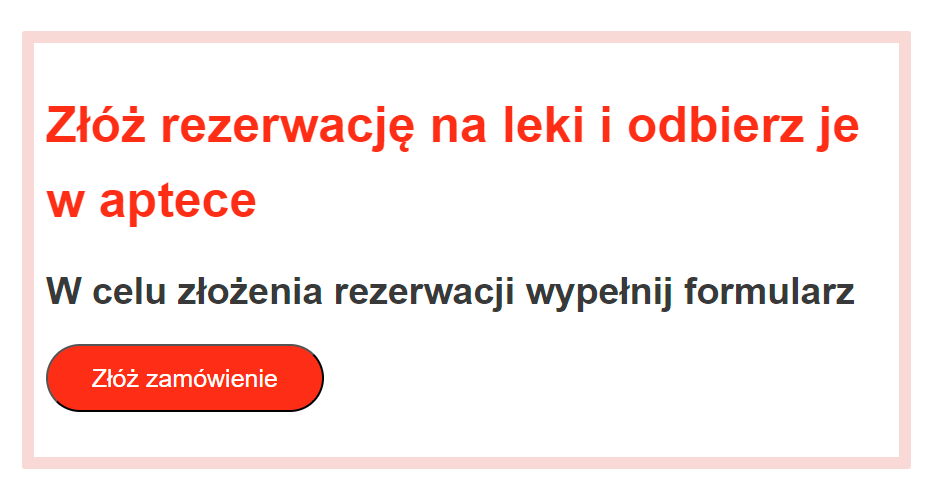 Złóż rezerwację na leki i odbierz je
w aptece
W celu złożenia rezerwacji wypełnij formularz
Złóż zamówienie